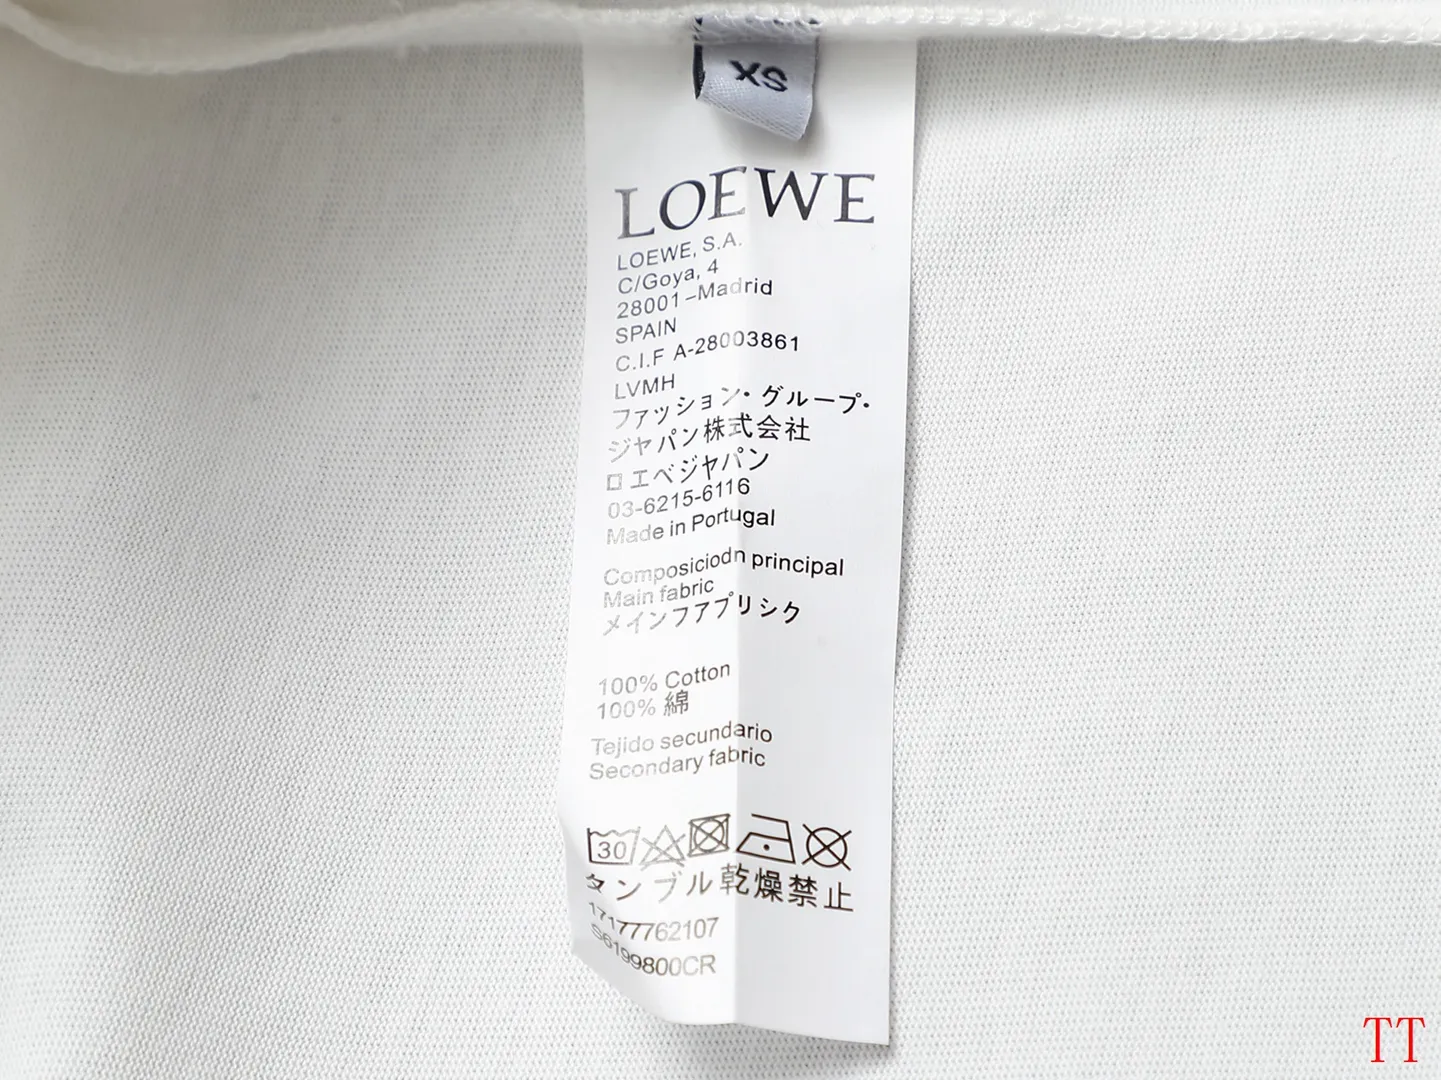 XS
LOEWE
LOEWE, S.A.
C/Goya, 4
28001-Madrid
SPAIN
C.I.F A-28003861
LVMH
ファッション・グループ・
ジャパン株式会社
ロエベジャパン
03-6215-6116
Made in Portugal
Composiciodn principal
Main fabric
メインフアプリシク
100% Cotton
100% 綿
Tejido secundario
Secondary fabric
30
タンブル乾燥禁止
17177762107
S6199800CR
TT